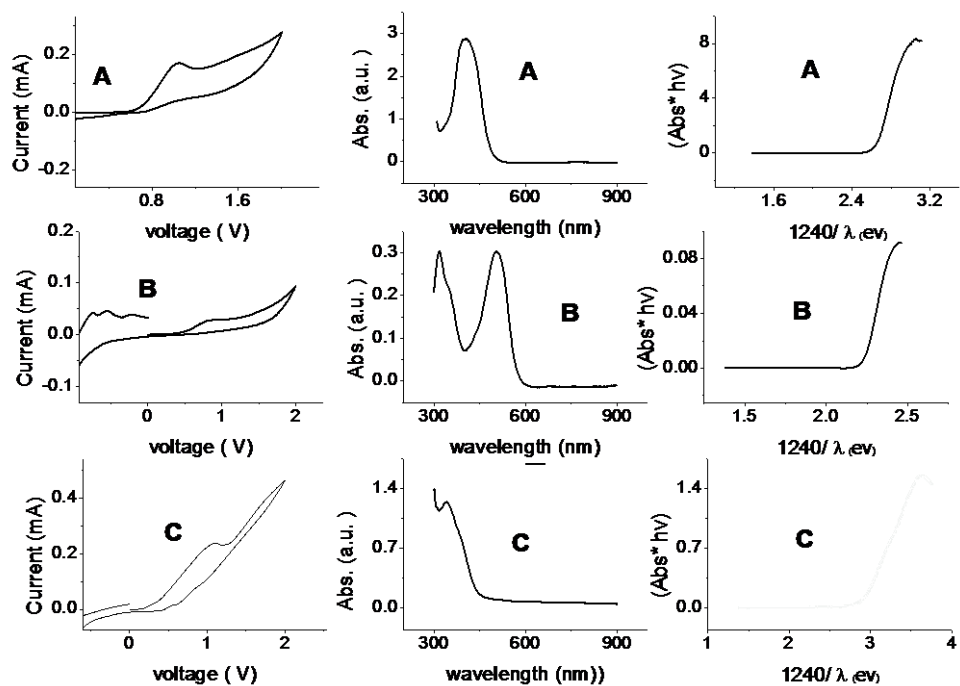 0.2
0.0
-0.2
Current (mA)
A
0.8
1.6
voltage ( V)
3
2
1
0
Abs. (a.u. )
A
300
600
900
wavelength (nm)
8
4
0
(Abs* hν)
A
1.6
2.4
3.2
1240/ λ (ev)
0.1
0.0
-0.1
Current (mA)
B
0
1
2
voltage ( V)
0.3
0.2
0.1
0.0
Abs. (a.u. )
B
300
600
900
wavelength (nm)
0.08
0.04
0.00
(Abs* hν)
B
1.5
2.0
2.5
1240/ λ (ev)
0.4
0.2
0.0
Current (mA)
C
0
1
2
voltage ( V)
1.4
0.7
0.0
Abs. (a.u. )
C
300
600
900
wavelength (nm))
1.4
0.7
0.0
(Abs* hν)
C
1
2
3
4
1240/ λ (ev)